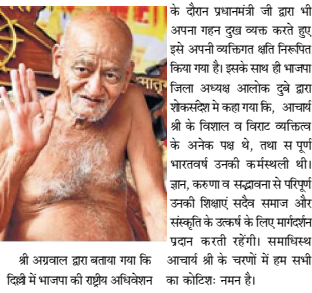 श्री अग्रवाल द्वारा बताया गया कि
दिल्ली में भाजपा की राष्ट्रीय अधिवेशन
के दौरान प्रधानमंत्री जी द्वारा भी
अपना गहन दुख व्यक्त करते हुए
इसे अपनी व्यक्तिगत क्षति निरूपित
किया गया है। इसके साथ ही भाजपा
जिला अध्यक्ष आलोक दुबे द्वारा
शोकसंदेश मे कहा गया कि, आचार्य
श्री के विशाल व विराट व्यक्तित्व
के अनेक पक्ष थे, तथा स पूर्ण
भारतवर्ष उनकी कर्मस्थली थी।
ज्ञान, करुणा व सद्भावना से परिपूर्ण
उनकी शिक्षाएं सदैव समाज और
संस्कृति के उत्कर्ष के लिए मार्गदर्शन
प्रदान करती रहेंगी। समाधिस्थ
आचार्य श्री के चरणों में हम सभी
का कोटिशः नमन है।